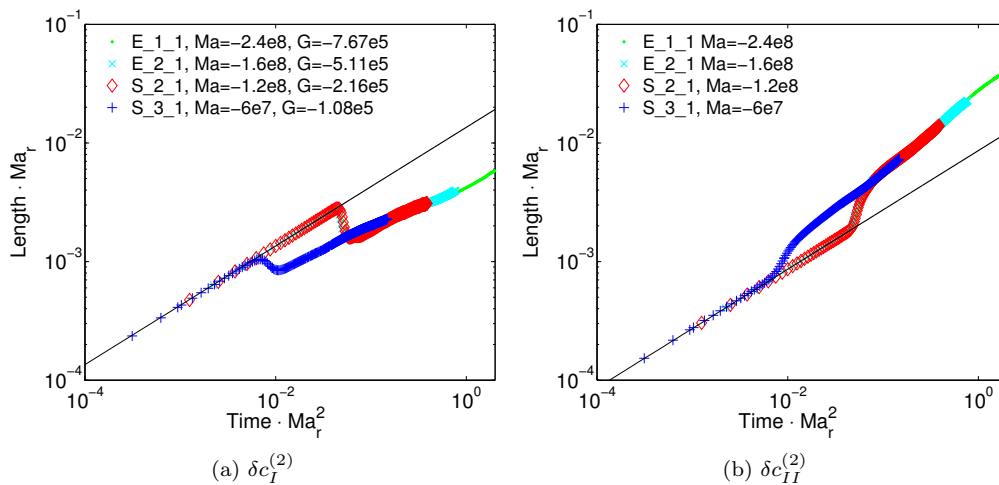 10^{-1}
E_1_1, Ma=−2.4e8, G=−7.67e5
E_2_1, Ma=−1.6e8, G=−5.11e5
S_2_1, Ma=−1.2e8, G=−2.16e5
S_3_1, Ma=−6e7, G=−1.08e5
10^{-2}
Length · Ma_r
10^{-3}
10^{-4}
10^{-4}
10^{-2}
10^{0}
Time · Ma_r^2
(a) δc_I^{(2)}
10^{-1}
E_1_1 Ma=−2.4e8
E_2_1, Ma=−1.6e8
S_2_1, Ma=−1.2e8
S_3_1, Ma=−6e7
10^{-2}
Length · Ma_r
10^{-3}
10^{-4}
10^{-4}
10^{-2}
10^{0}
Time · Ma_r^2
(b) δc_{II}^{(2)}